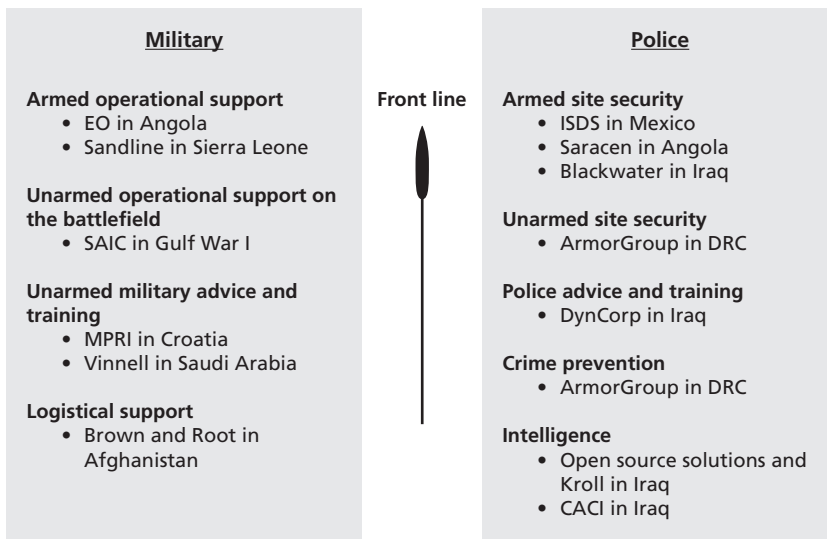 Military
Armed operational support
• EO in Angola
• Sandline in Sierra Leone
Unarmed operational support on
the battlefield
• SAIC in Gulf War I
Unarmed military advice and
training
• MPRI in Croatia
• Vinnell in Saudi Arabia
Logistical support
• Brown and Root in
Afghanistan
Front line
Police
Armed site security
• ISDS in Mexico
• Saracen in Angola
• Blackwater in Iraq
Unarmed site security
• ArmorGroup in DRC
Police advice and training
• DynCorp in Iraq
Crime prevention
• ArmorGroup in DRC
Intelligence
• Open source solutions and
Kroll in Iraq
• CACI in Iraq